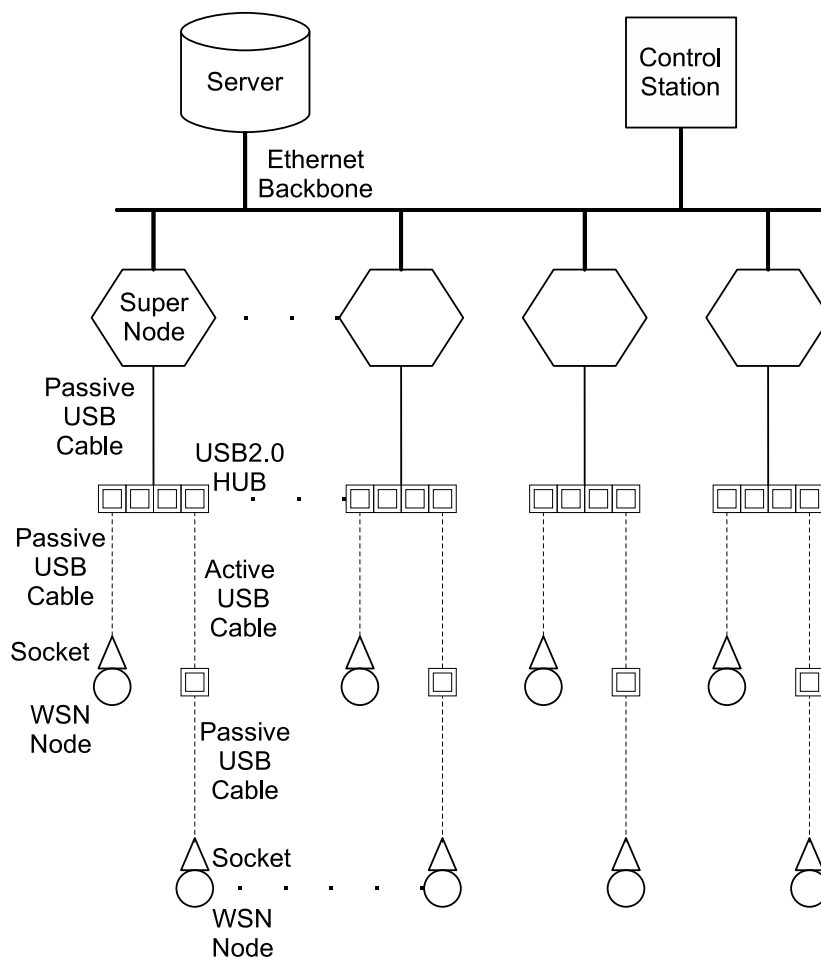 Server
Control
Station
Ethernet
Backbone
Super
Node
Passive
USB
Cable
USB2.0
HUB
Passive
USB
Cable
Active
USB
Cable
Socket
WSN
Node
Passive
USB
Cable
Socket
WSN
Node